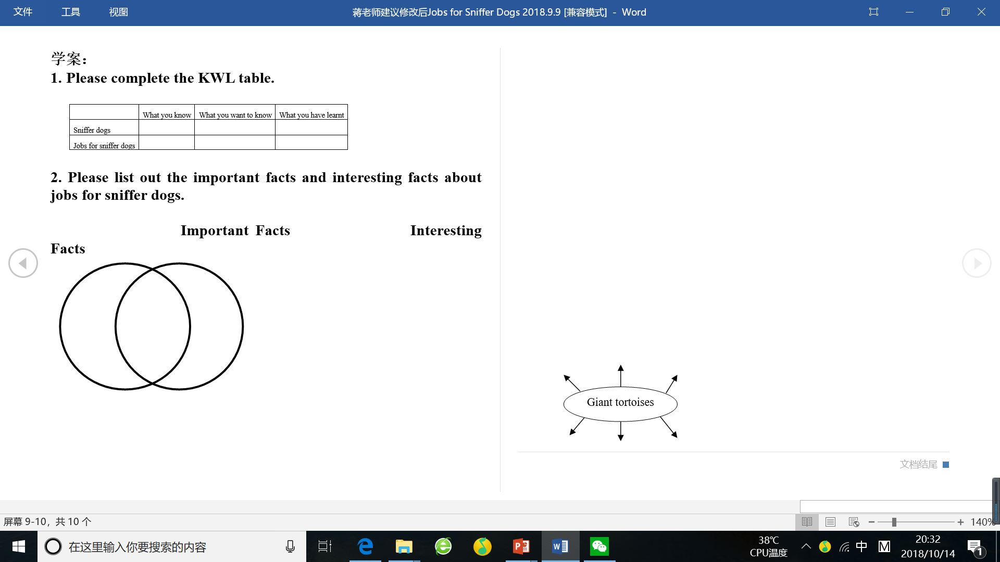 文件 工具 视图 蒋老师建议修改后Jobs for Sniffer Dogs 2018.9.9 [兼容模式] - Word
学案：
1. Please complete the KWL table.
What you know What you want to know What you have learnt
Sniffer dogs
Jobs for sniffer dogs
2. Please list out the important facts and interesting facts about
jobs for sniffer dogs.
Important Facts Interesting
Facts
Giant tortoises
文档结尾
屏幕 9-10，共 10 个 140%
在这里输入你要搜索的内容
38℃
CPU温度
中
M
20:32
2018/10/14
1